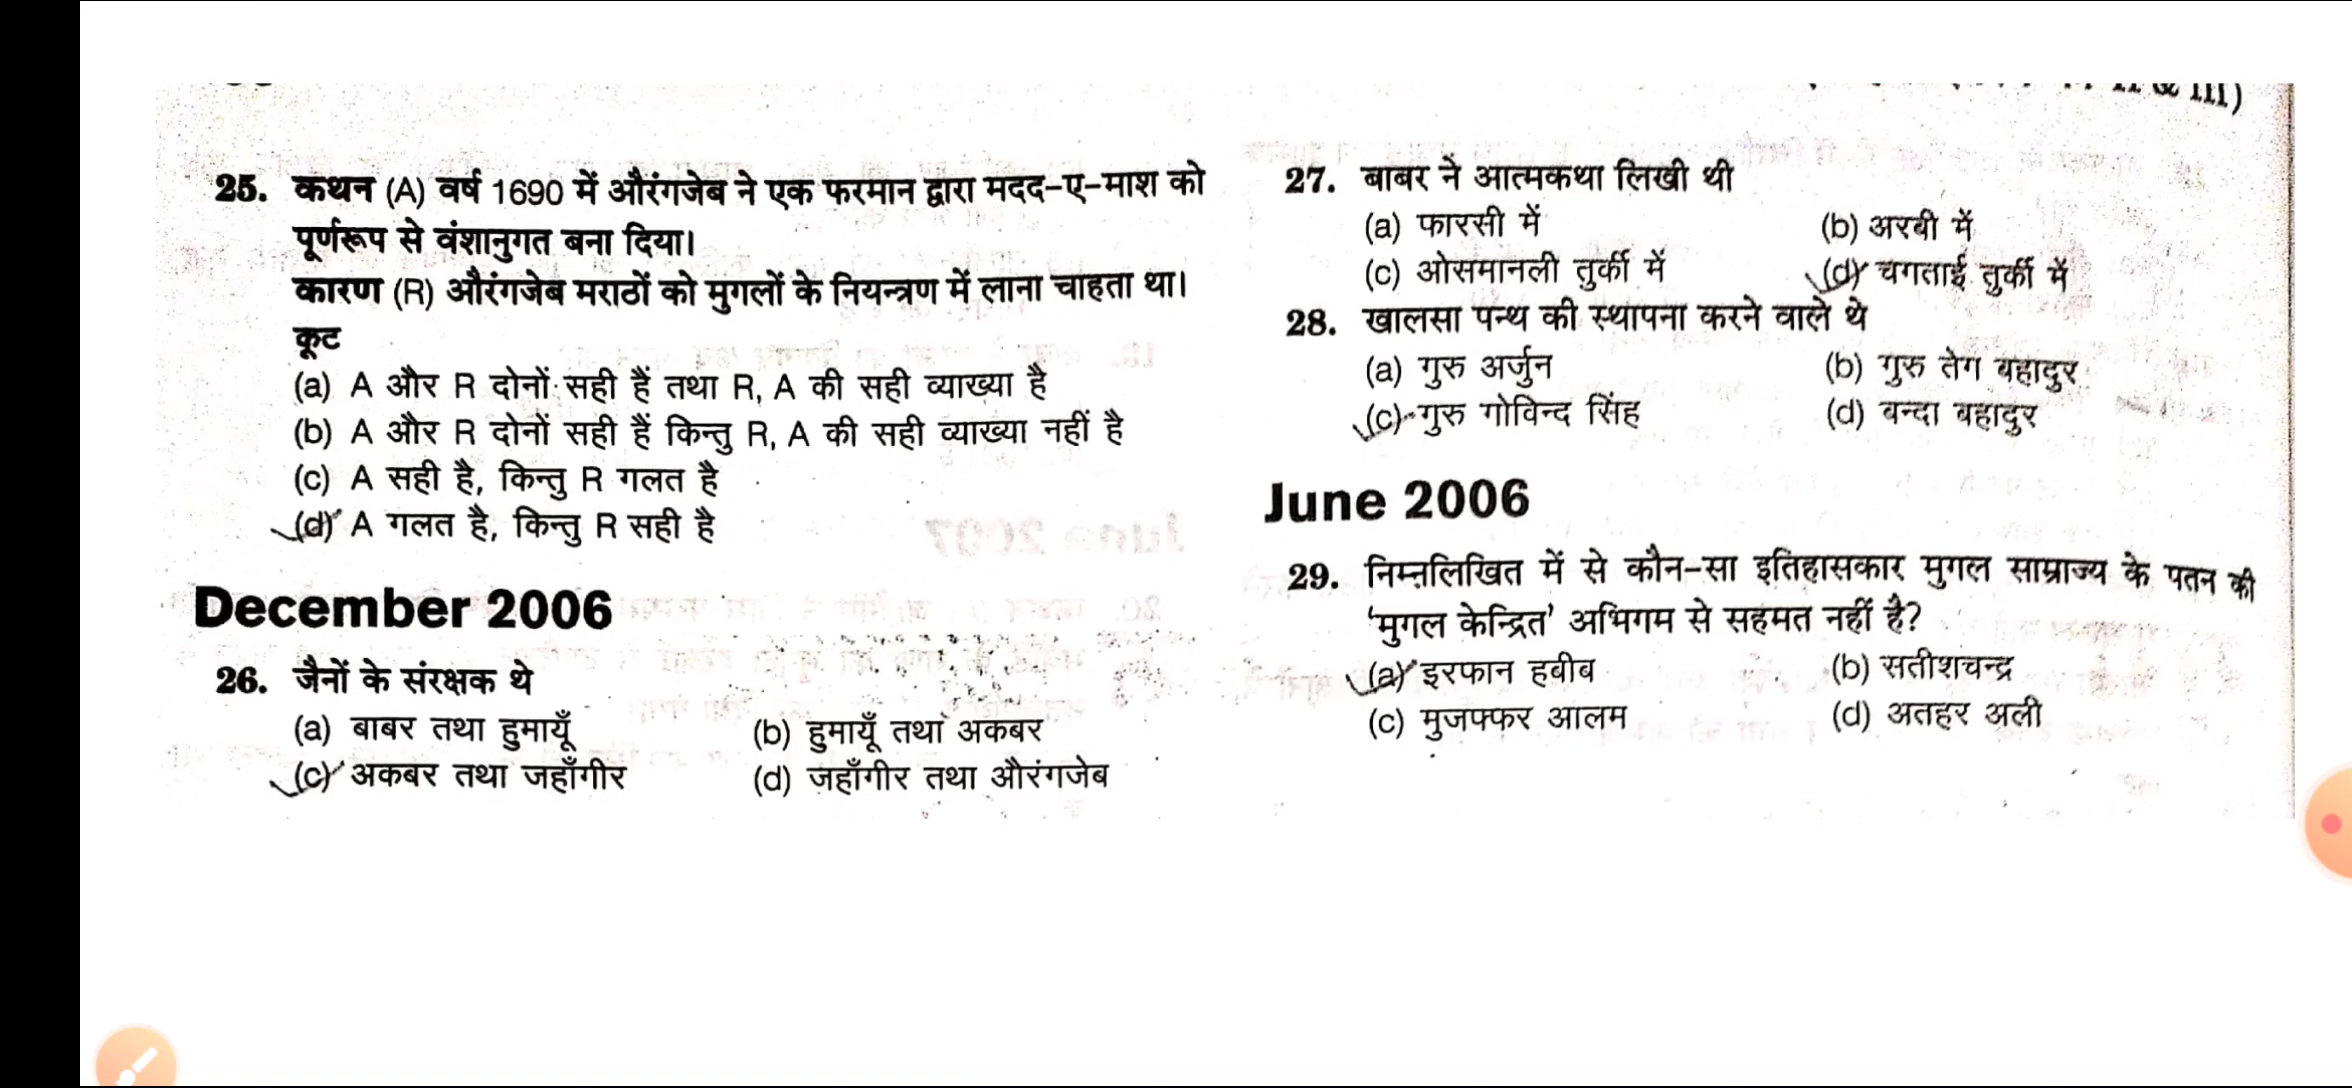 II & III)
25. कथन (A) वर्ष 1690 में औरंगजेब ने एक फरमान द्वारा मदद-ए-माश को
पूर्णरूप से वंशानुगत बना दिया।
कारण (R) औरंगजेब मराठों को मुगलों के नियन्त्रण में लाना चाहता था।
कूट
(a) A और R दोनों सही हैं तथा R, A की सही व्याख्या है
(b) A और R दोनों सही हैं किन्तु R, A की सही व्याख्या नहीं है
(c) A सही है, किन्तु R गलत है
(d) A गलत है, किन्तु R सही है
December 2006
26. जैनों के संरक्षक थे
(a) बाबर तथा हुमायूँ (b) हुमायूँ तथा अकबर
(c) अकबर तथा जहाँगीर (d) जहाँगीर तथा औरंगजेब
27. बाबर ने आत्मकथा लिखी थी
(a) फारसी में (b) अरबी में
(c) ओसमानली तुर्की में (d) चगताई तुर्की में
28. खालसा पन्थ की स्थापना करने वाले थे
(a) गुरु अर्जुन (b) गुरु तेग बहादुर
(c) गुरु गोविन्द सिंह (d) बन्दा बहादुर
June 2006
29. निम्नलिखित में से कौन-सा इतिहासकार मुगल साम्राज्य के पतन की
'मुगल केन्द्रित' अभिगम से सहमत नहीं है?
(a) इरफान हबीब (b) सतीशचन्द्र
(c) मुजफ्फर आलम (d) अतहर अली